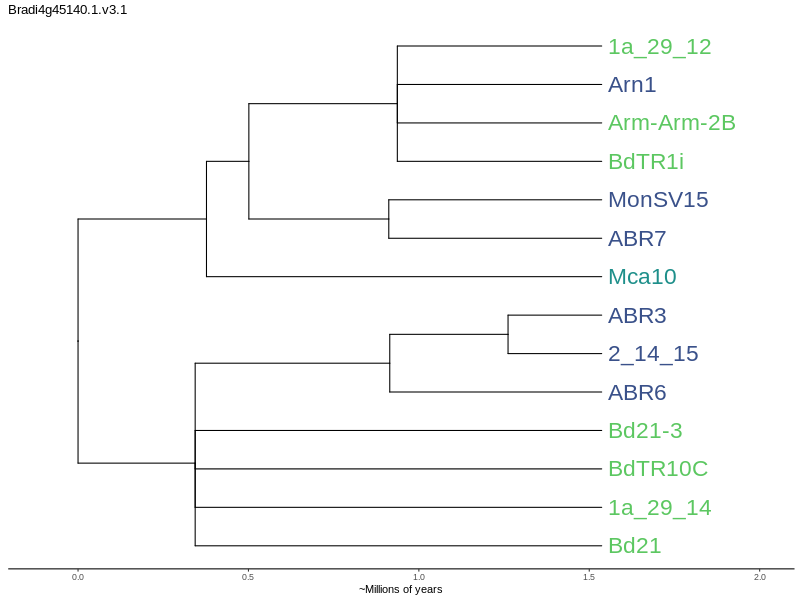 Bradi4g45140.1.v3.1
1a_29_12
Arn1
Arm-Arm-2B
BdTR1i
MonSV15
ABR7
Mca10
ABR3
2_14_15
ABR6
Bd21-3
BdTR10C
1a_29_14
Bd21
0.0 0.5 1.0 1.5 2.0
~Millions of years